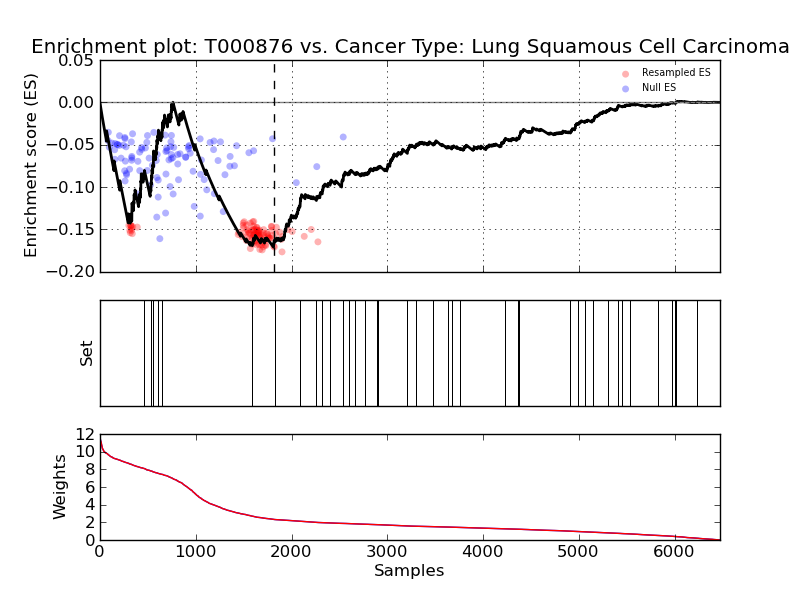 Enrichment plot: T000876 vs. Cancer Type: Lung Squamous Cell Carcinoma
0.05
0.00
−0.05
−0.10
−0.15
−0.20
Enrichment score (ES)
Resampled ES
Null ES
Set
12
10
8
6
4
2
0
Weights
0 1000 2000 3000 4000 5000 6000
Samples